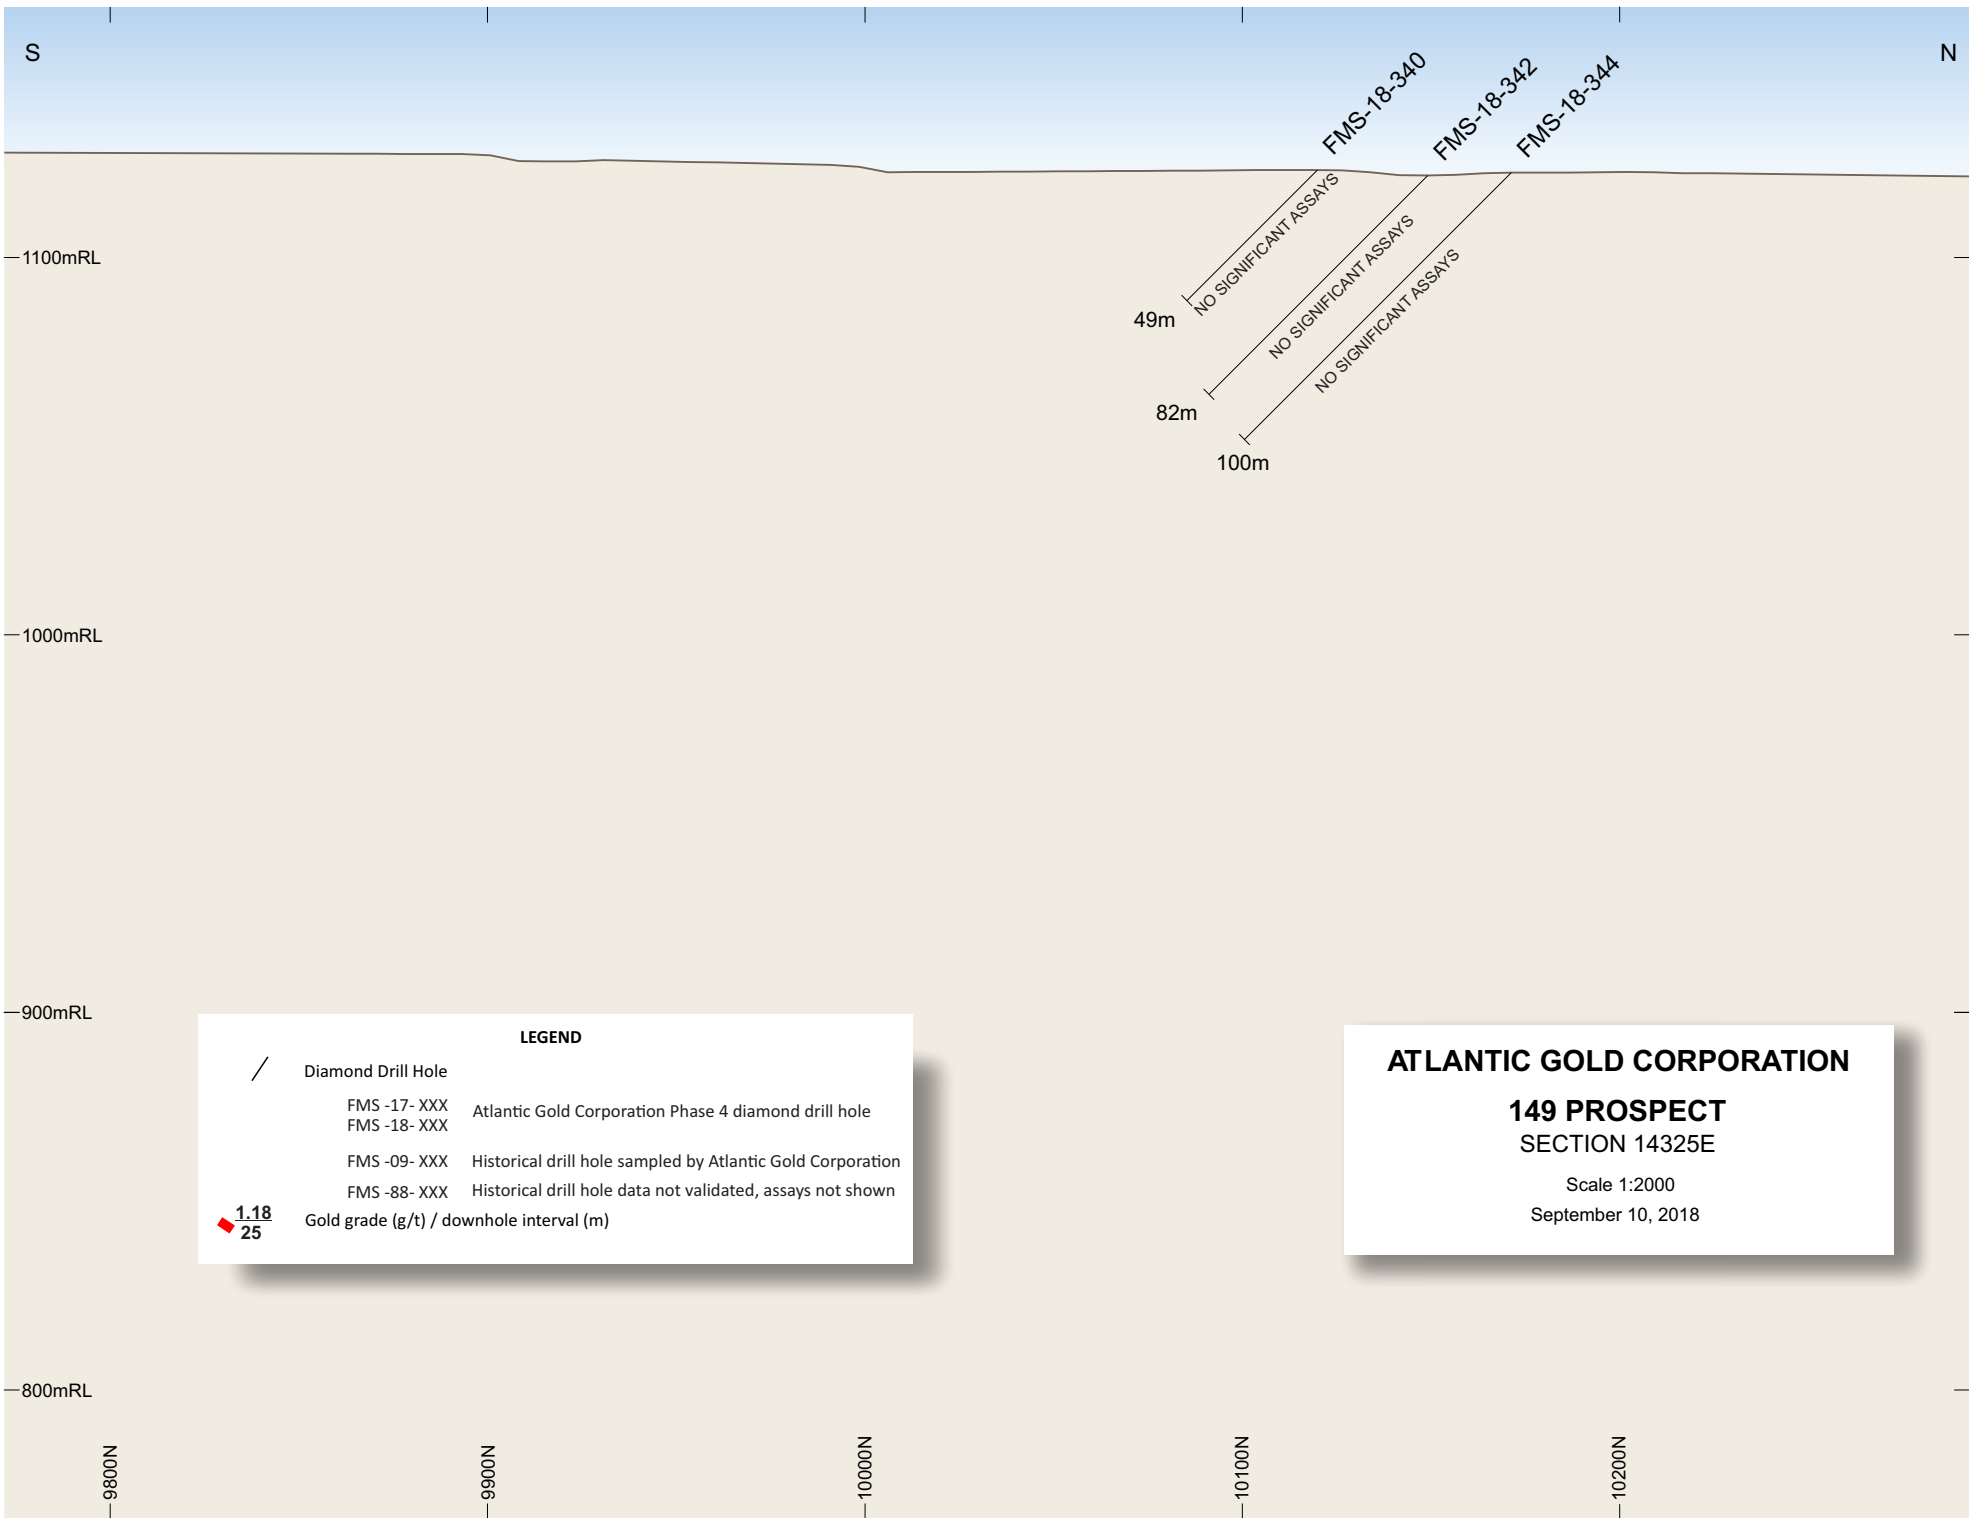 S
N
FMS-18-340
FMS-18-342
FMS-18-344
NO SIGNIFICANT ASSAYS
NO SIGNIFICANT ASSAYS
NO SIGNIFICANT ASSAYS
49m
82m
100m
1100mRL
1000mRL
900mRL
800mRL
LEGEND
Diamond Drill Hole
FMS -17- XXX
FMS -18- XXX
Atlantic Gold Corporation Phase 4 diamond drill hole
FMS -09- XXX Historical drill hole sampled by Atlantic Gold Corporation
FMS -88- XXX Historical drill hole data not validated, assays not shown
1.18
25
Gold grade (g/t) / downhole interval (m)
ATLANTIC GOLD CORPORATION
149 PROSPECT
SECTION 14325E
Scale 1:2000
September 10, 2018
9800N
9900N
10000N
10100N
10200N